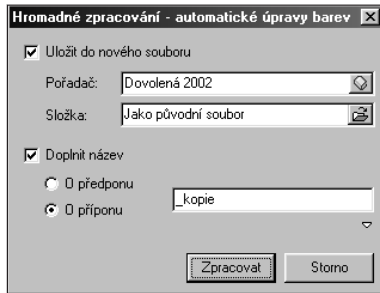 Hromadné zpracování - automatické úpravy barev
Uložit do nového souboru
Pořadač: Dovolená 2002
Složka: Jako původní soubor
Doplnit název
O předponu
O příponu
_kopie
Zpracovat Storno